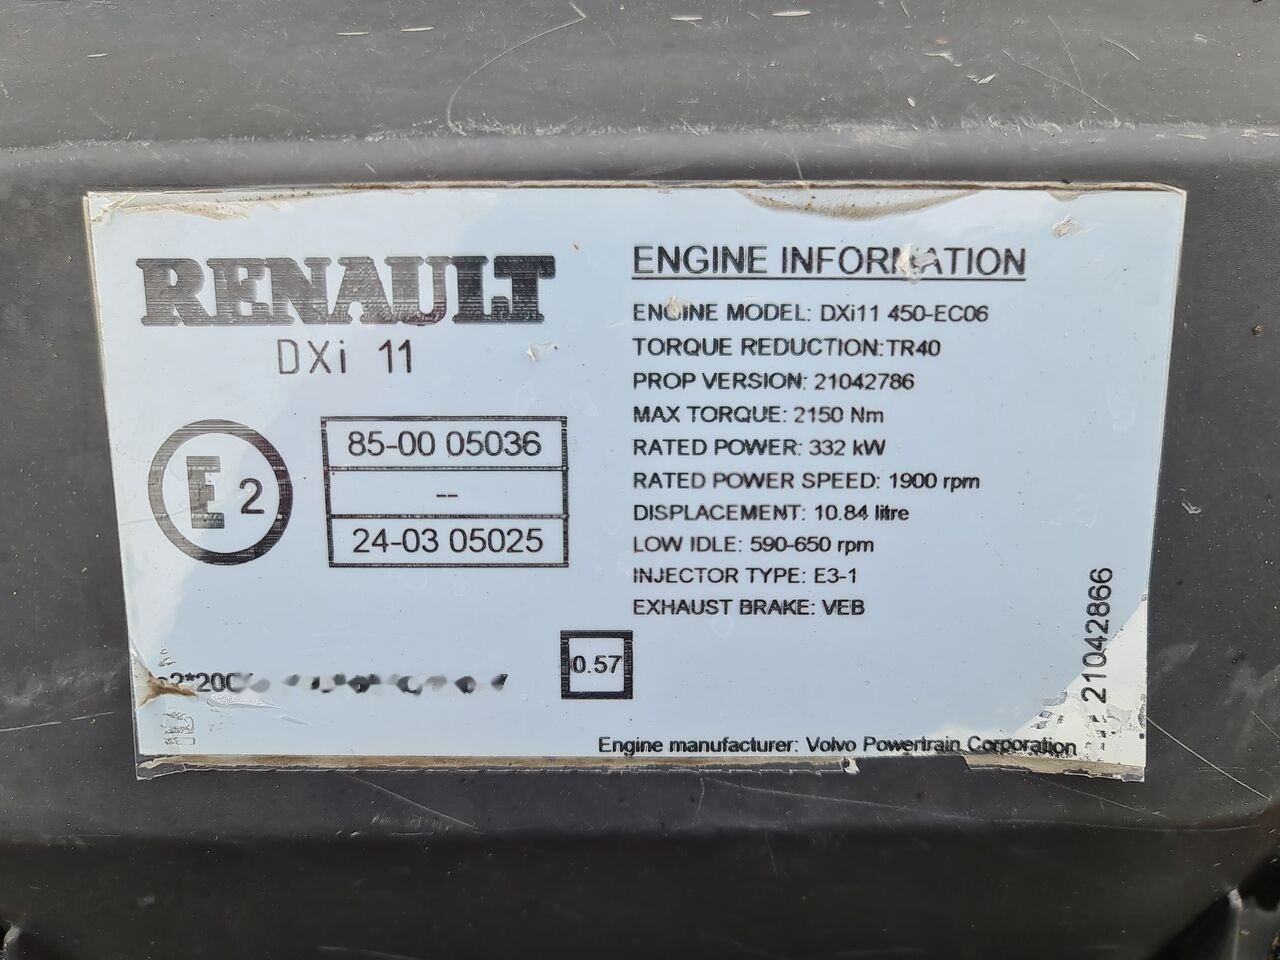 RENAULT
DXi 11
E 2
85-00 05036
--
24-03 05025
ENGINE INFORMATION
ENGINE MODEL: DXi11 450-EC06
TORQUE REDUCTION:TR40
PROP VERSION: 21042786
MAX TORQUE: 2150 Nm
RATED POWER: 332 kW
RATED POWER SPEED: 1900 rpm
DISPLACEMENT: 10.84 litre
LOW IDLE: 590-650 rpm
INJECTOR TYPE: E3-1
EXHAUST BRAKE: VEB
0.57
21042866
Engine manufacturer: Volvo Powertrain Corporation